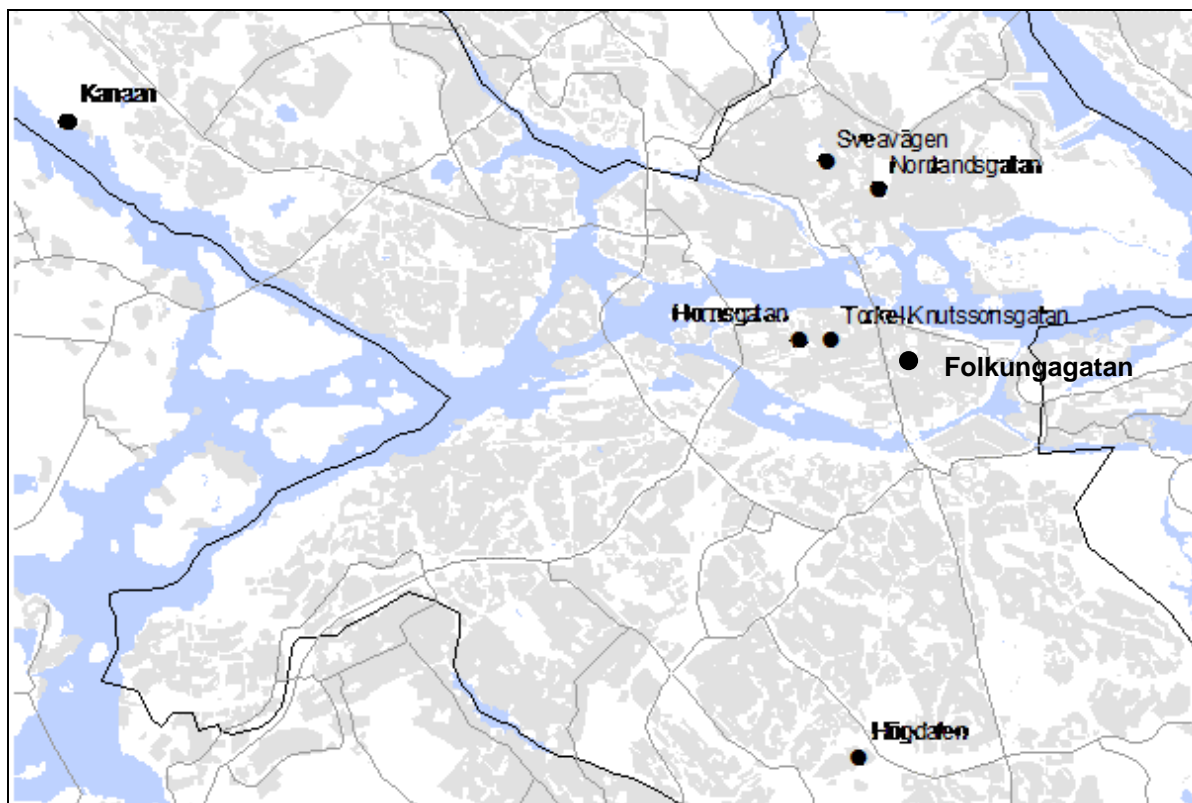 Kanaan
Sveavägen
Norrlandsgatan
Hornsgatan
Torkel Knutssonsgatan
Folkungagatan
Högdalen